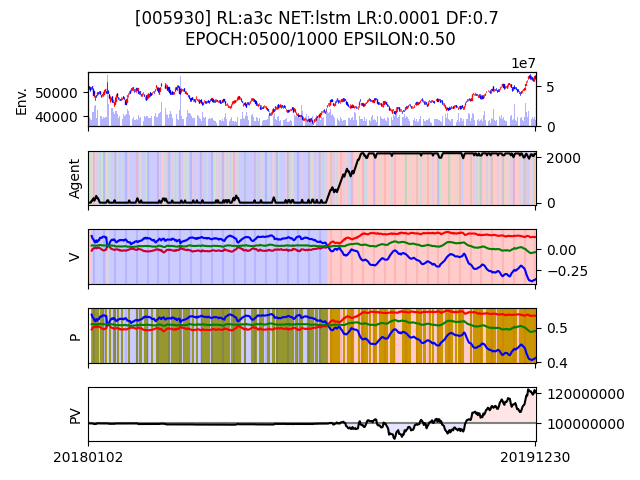 [005930] RL:a3c NET:lstm LR:0.0001 DF:0.7
EPOCH:0500/1000 EPSILON:0.50
1e7
Env.
50000
40000
5
0
Agent
2000
0
V
0.00
−0.25
P
0.5
0.4
PV
120000000
100000000
20180102
20191230